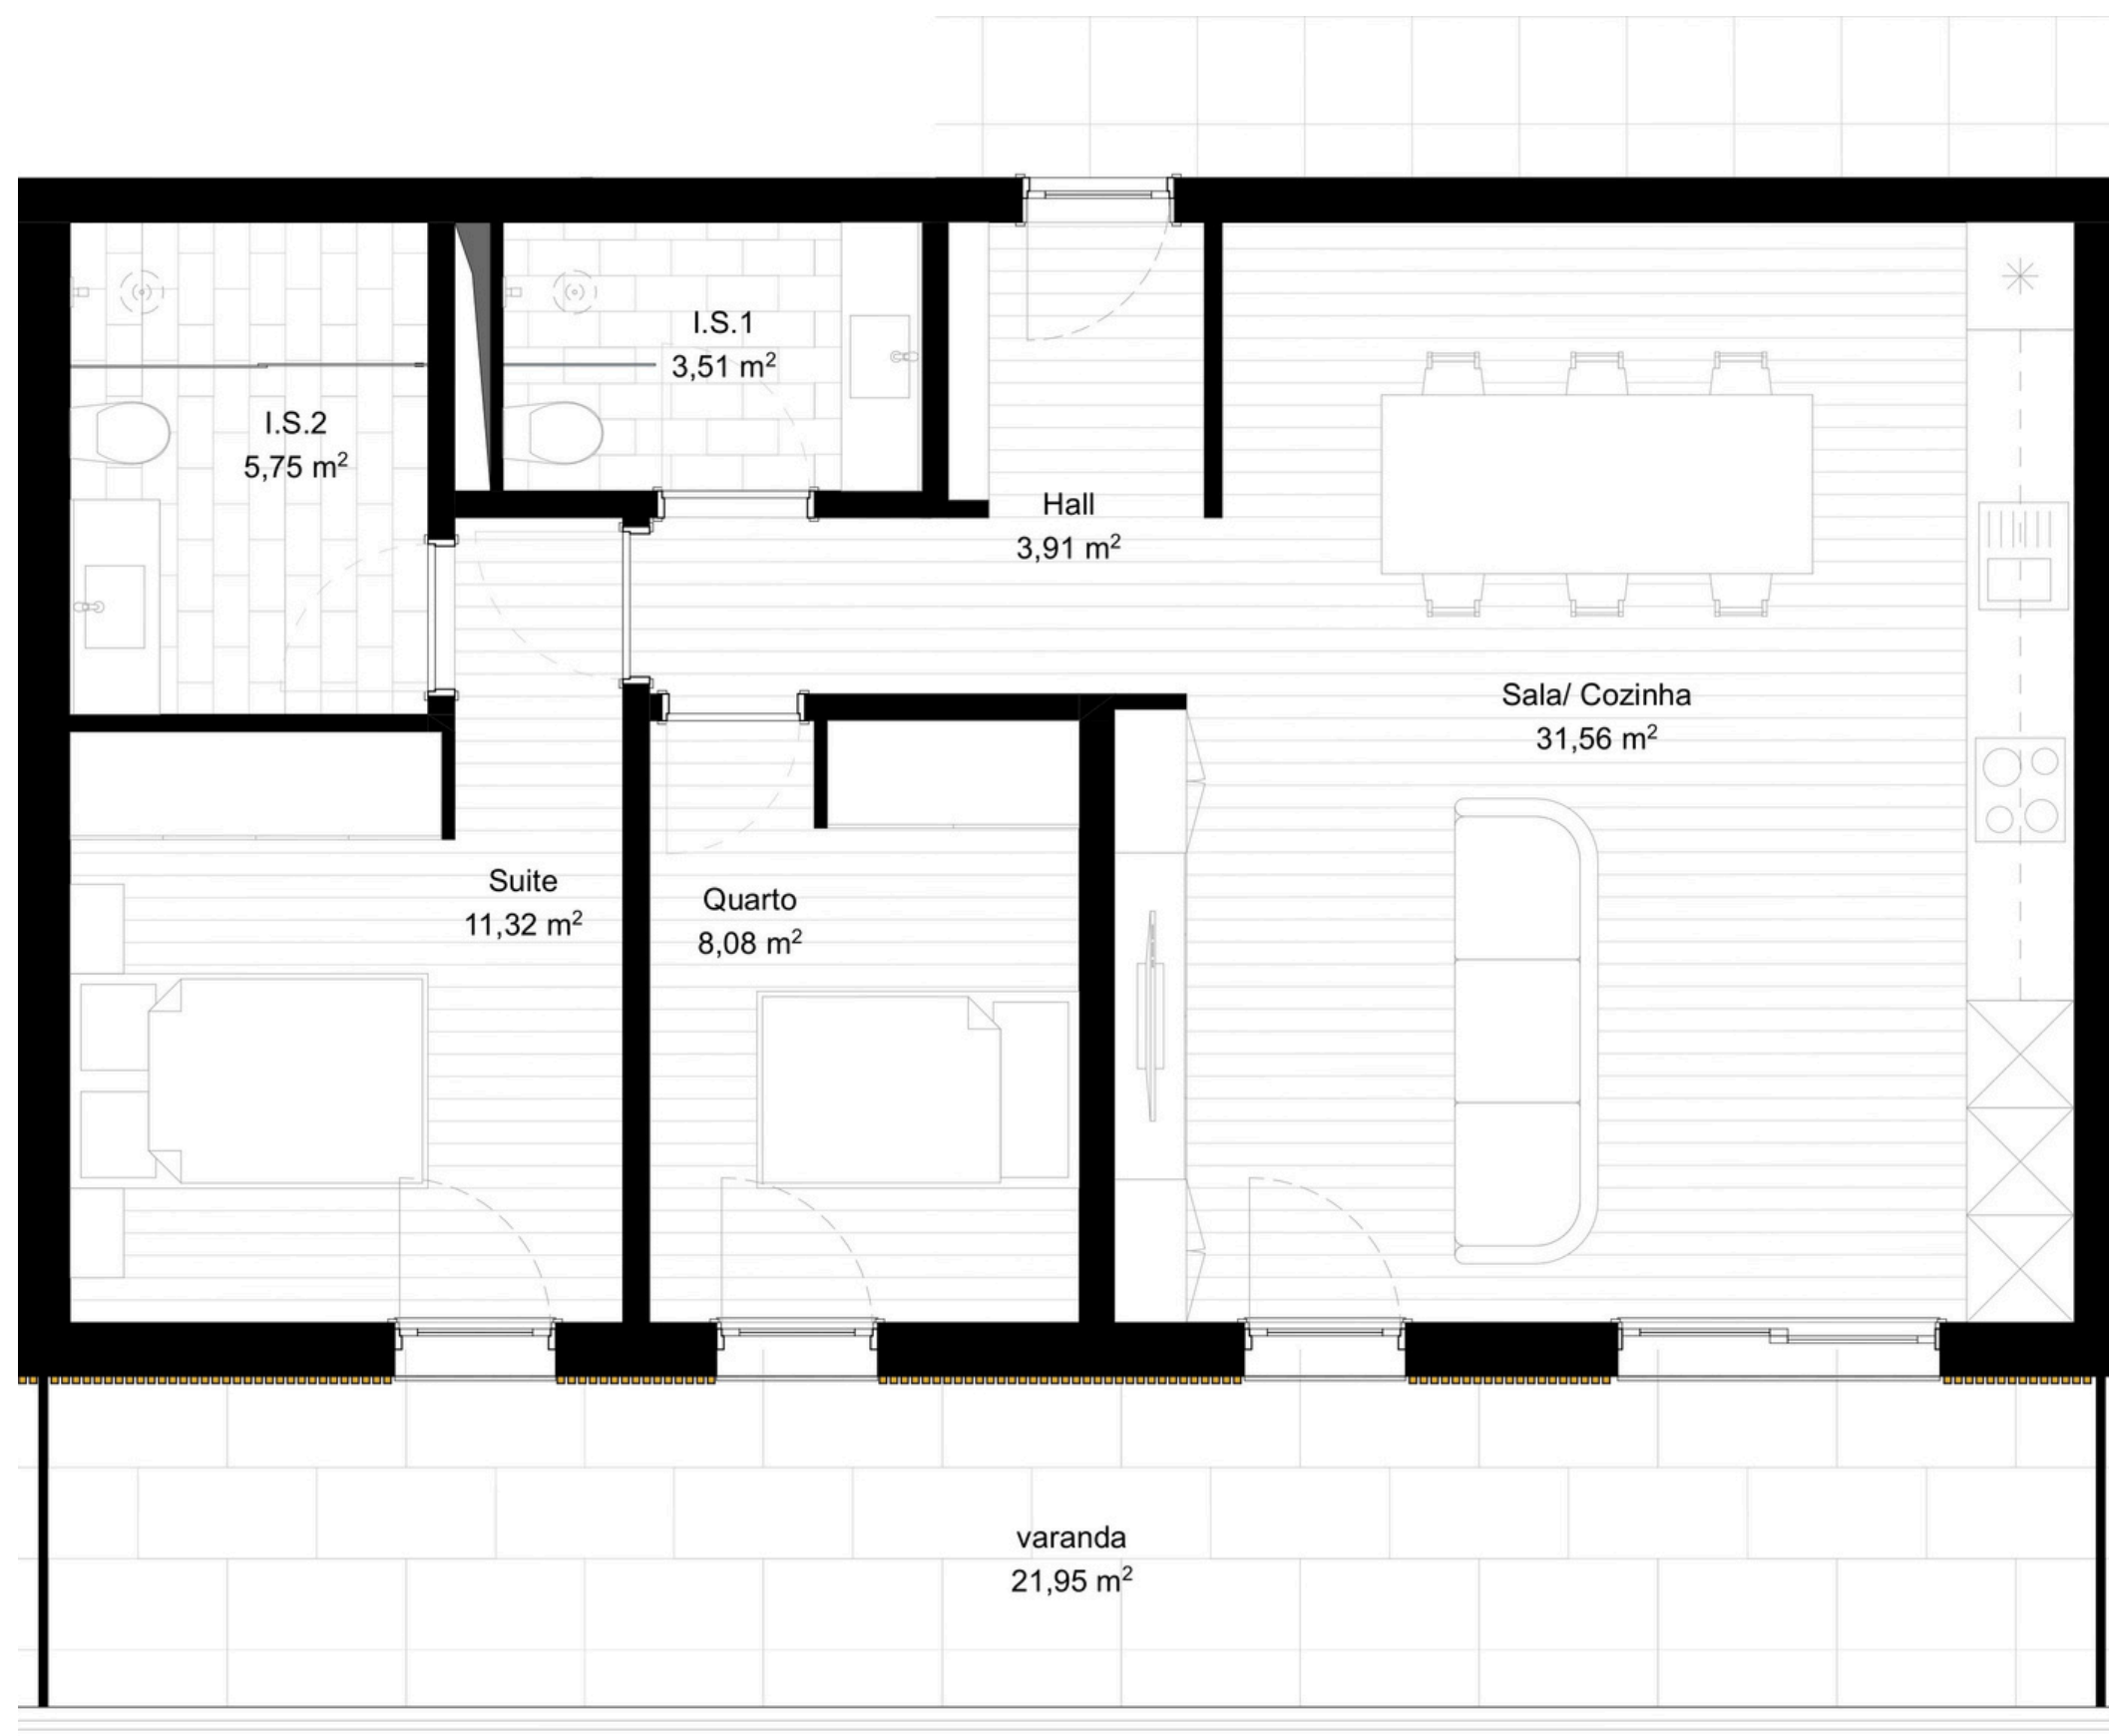 I.S.1
3,51 m²
I.S.2
5,75 m²
Hall
3,91 m²
Sala/ Cozinha
31,56 m²
Suite
11,32 m²
Quarto
8,08 m²
varanda
21,95 m²